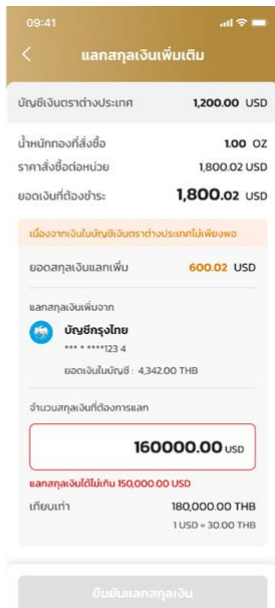 09:41
แลกสกุลเงินเพิ่มเติม
บัญชีเงินตราต่างประเทศ 1,200.00 USD
น้ำหนักทองที่สั่งซื้อ 1.00 OZ
ราคาสั่งซื้อต่อหน่วย 1,800.02 USD
ยอดเงินที่ต้องชำระ 1,800.02 USD
เนื่องจากเงินในบัญชีเงินตราต่างประเทศไม่เพียงพอ
ยอดสกุลเงินแลกเพิ่ม 600.02 USD
แลกสกุลเงินเพิ่มจาก
บัญชีกรุงไทย
*** * ****123 4
ยอดเงินในบัญชี : 4,342.00 THB
จำนวนสกุลเงินที่ต้องการแลก
160000.00 USD
แลกสกุลเงินได้ไม่เกิน 150,000.00 USD
เทียบเท่า 180,000.00 THB
1 USD = 30.00 THB
ยืนยันแลกสกุลเงิน